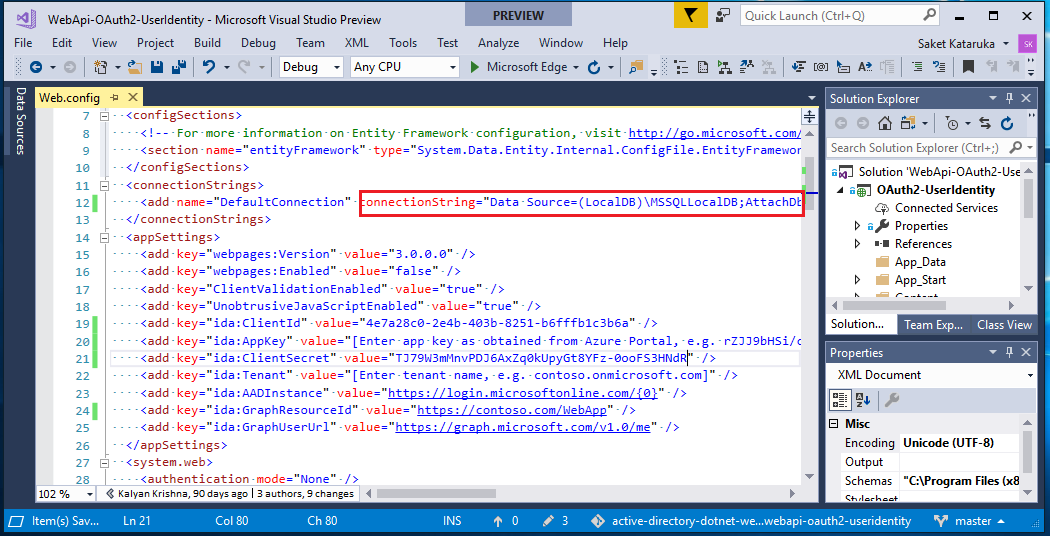 WebApi-OAuth2-UserIdentity - Microsoft Visual Studio Preview
PREVIEW
Quick Launch (Ctrl+Q)
File Edit View Project Build Debug Team XML Tools Test Analyze Window Help
Saket Kataruka
SK
Debug Any CPU Microsoft Edge
Data Sources
Web.config
7 <configSections>
8 <!-- For more information on Entity Framework configuration, visit http://go.microsoft.com/
9 <section name="entityFramework" type="System.Data.Entity.Internal.ConfigFile.EntityFramewor
10 </configSections>
11 <connectionStrings>
12 <add name="DefaultConnection" connectionString="Data Source=(LocalDB)\MSSQLLocalDB;AttachDb
13 </connectionStrings>
14 <appSettings>
15 <add key="webpages:Version" value="3.0.0.0" />
16 <add key="webpages:Enabled" value="false" />
17 <add key="ClientValidationEnabled" value="true" />
18 <add key="UnobtrusiveJavaScriptEnabled" value="true" />
19 <add key="ida:ClientId" value="4e7a28c0-2e4b-403b-8251-b6fffb1c3b6a" />
20 <add key="ida:AppKey" value="[Enter app key as obtained from Azure Portal, e.g. rZJJ9bHSi/
21 <add key="ida:ClientSecret" value="TJ79W3mMnvPDJ6AxZq0kUpyGt8YFz-0ooFS3HNdR" />
22 <add key="ida:Tenant" value="[Enter tenant name, e.g. contoso.onmicrosoft.com]" />
23 <add key="ida:AADInstance" value="https://login.microsoftonline.com/{0}" />
24 <add key="ida:GraphResourceId" value="https://contoso.com/WebApp" />
25 <add key="ida:GraphUserUrl" value="https://graph.microsoft.com/v1.0/me" />
26 </appSettings>
27 <system.web>
28 <authentication mode="None" />
102 % Kalyan Krishna, 90 days ago | 3 authors, 9 changes
Solution Explorer
Search Solution Explorer (Ctrl+;)
Solution 'WebApi-OAuth2-User
OAuth2-UserIdentity
Connected Services
Properties
References
App_Data
App_Start
Content
Solution... Team Exp... Class View
Properties
XML Document
Misc
Encoding Unicode (UTF-8)
Output
Schemas "C:\Program Files (x8
Stylesheet
Item(s) Sav... Ln 21 Col 80 Ch 80 INS 0 3 active-directory-dotnet-we...webapi-oauth2-useridentity master